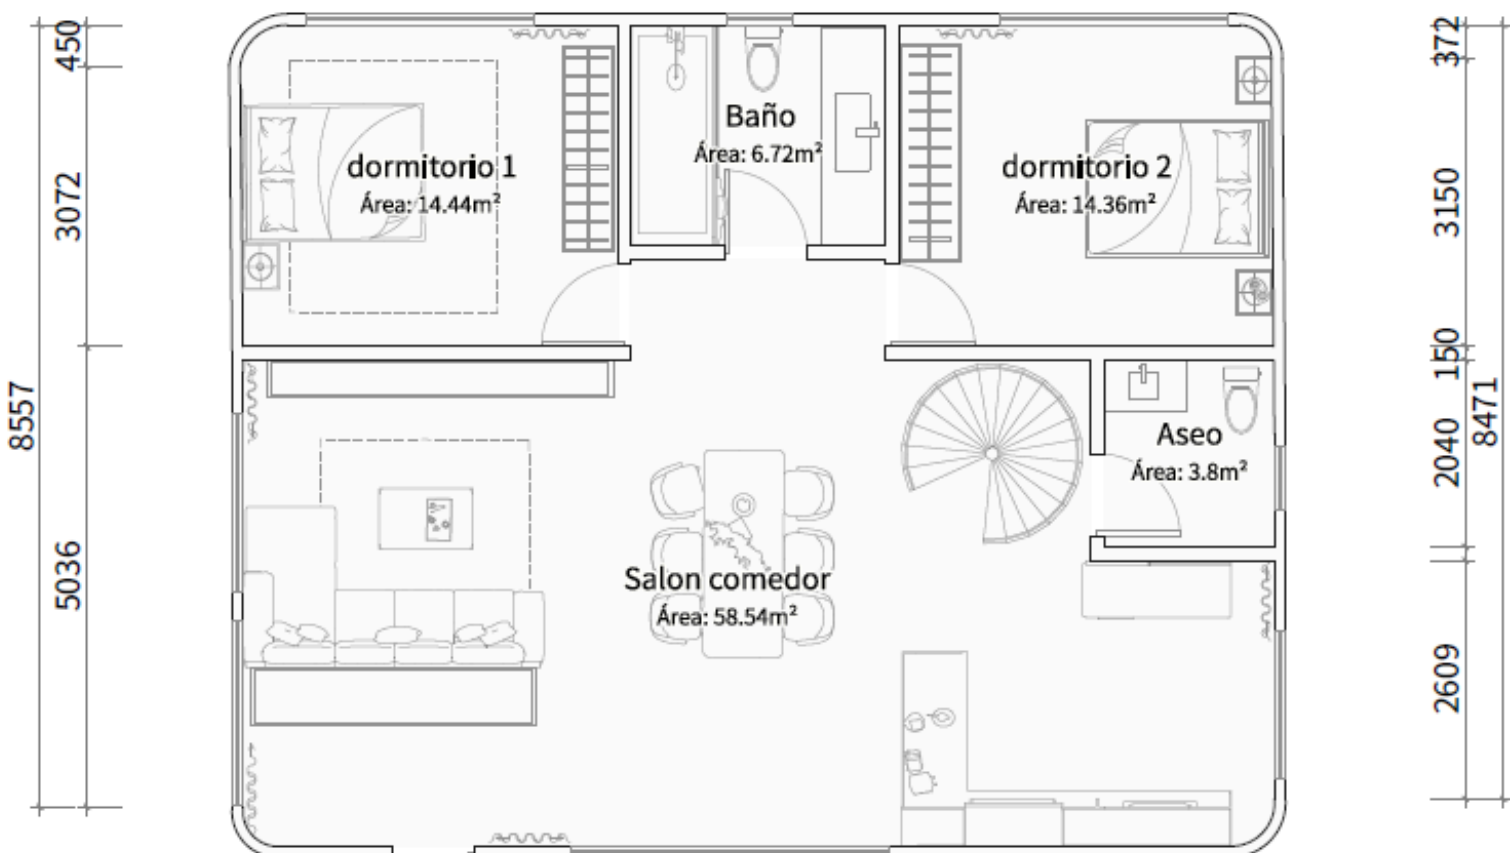 450
3072
5036
8557
dormitorio 1
Área: 14.44m²
Baño
Área: 6.72m²
dormitorio 2
Área: 14.36m²
Aseo
Área: 3.8m²
Salon comedor
Área: 58.54m²
372
3150
150
2040
2609
8471